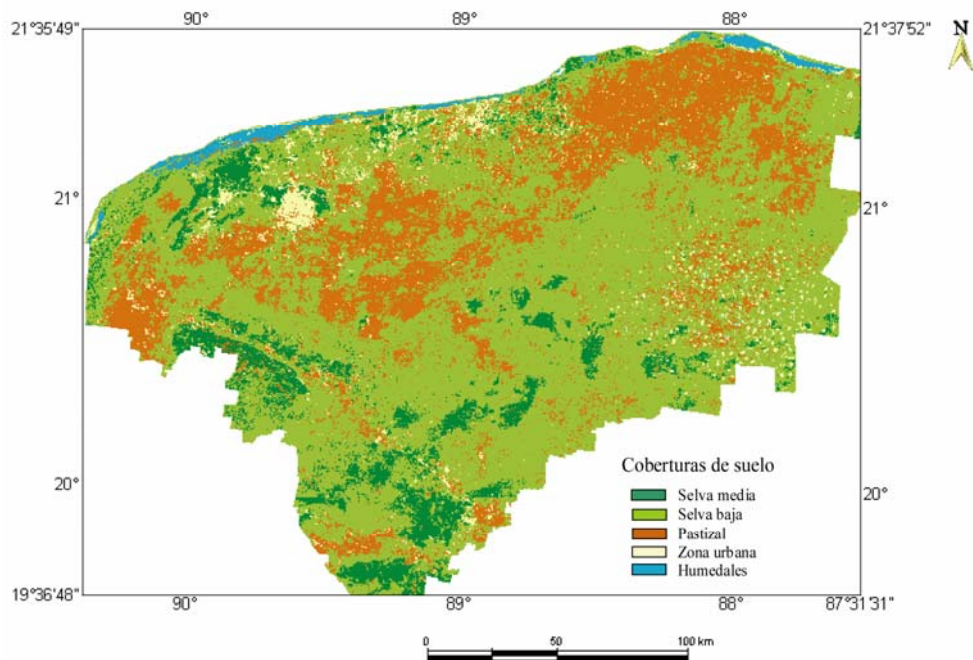 90° 89° 88°
21°35'49" 21°37'52"
N
21° 21°
Coberturas de suelo
Selva media
Selva baja
Pastizal
Zona urbana
Humedales
20° 20°
19°36'48"
90° 89° 88° 87°31'31"
0 50 100 km